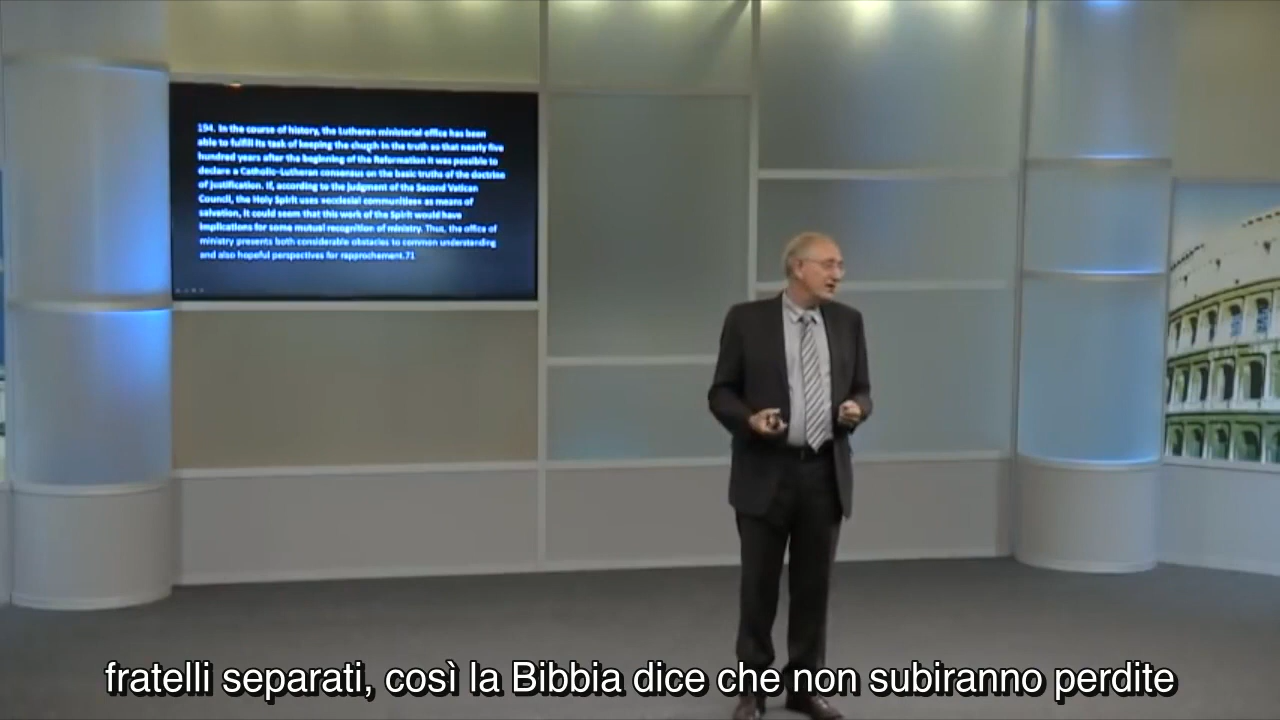 194. In the course of history, the Lutheran ministerial office has been
able to fulfill its task of keeping the church in the truth so that nearly five
hundred years after the beginning of the Reformation it was possible to
declare a Catholic-Lutheran consensus on the basic truths of the doctrine
of justification. If, according to the judgment of the Second Vatican
Council, the Holy Spirit uses »ecclesial communities« as means of
salvation, it could seem that this work of the Spirit would have
implications for some mutual recognition of ministry. Thus, the office of
ministry presents both considerable obstacles to common understanding
and also hopeful perspectives for rapprochement.71
fratelli separati, così la Bibbia dice che non subiranno perdite